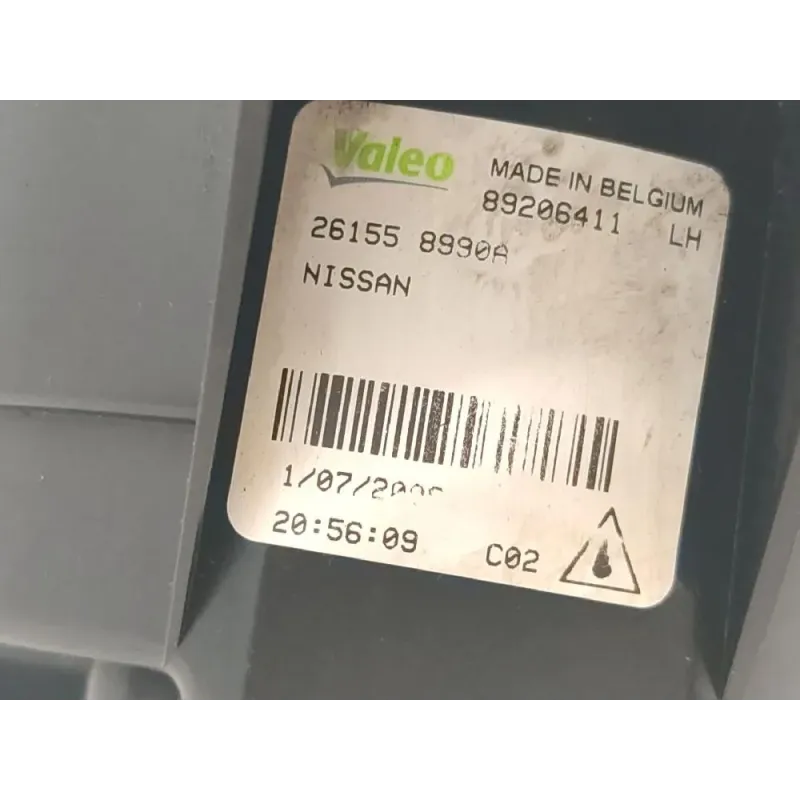 Valeo MADE IN BELGIUM
89206411 LH
26155 8990A
NISSAN
20:56:09 C02